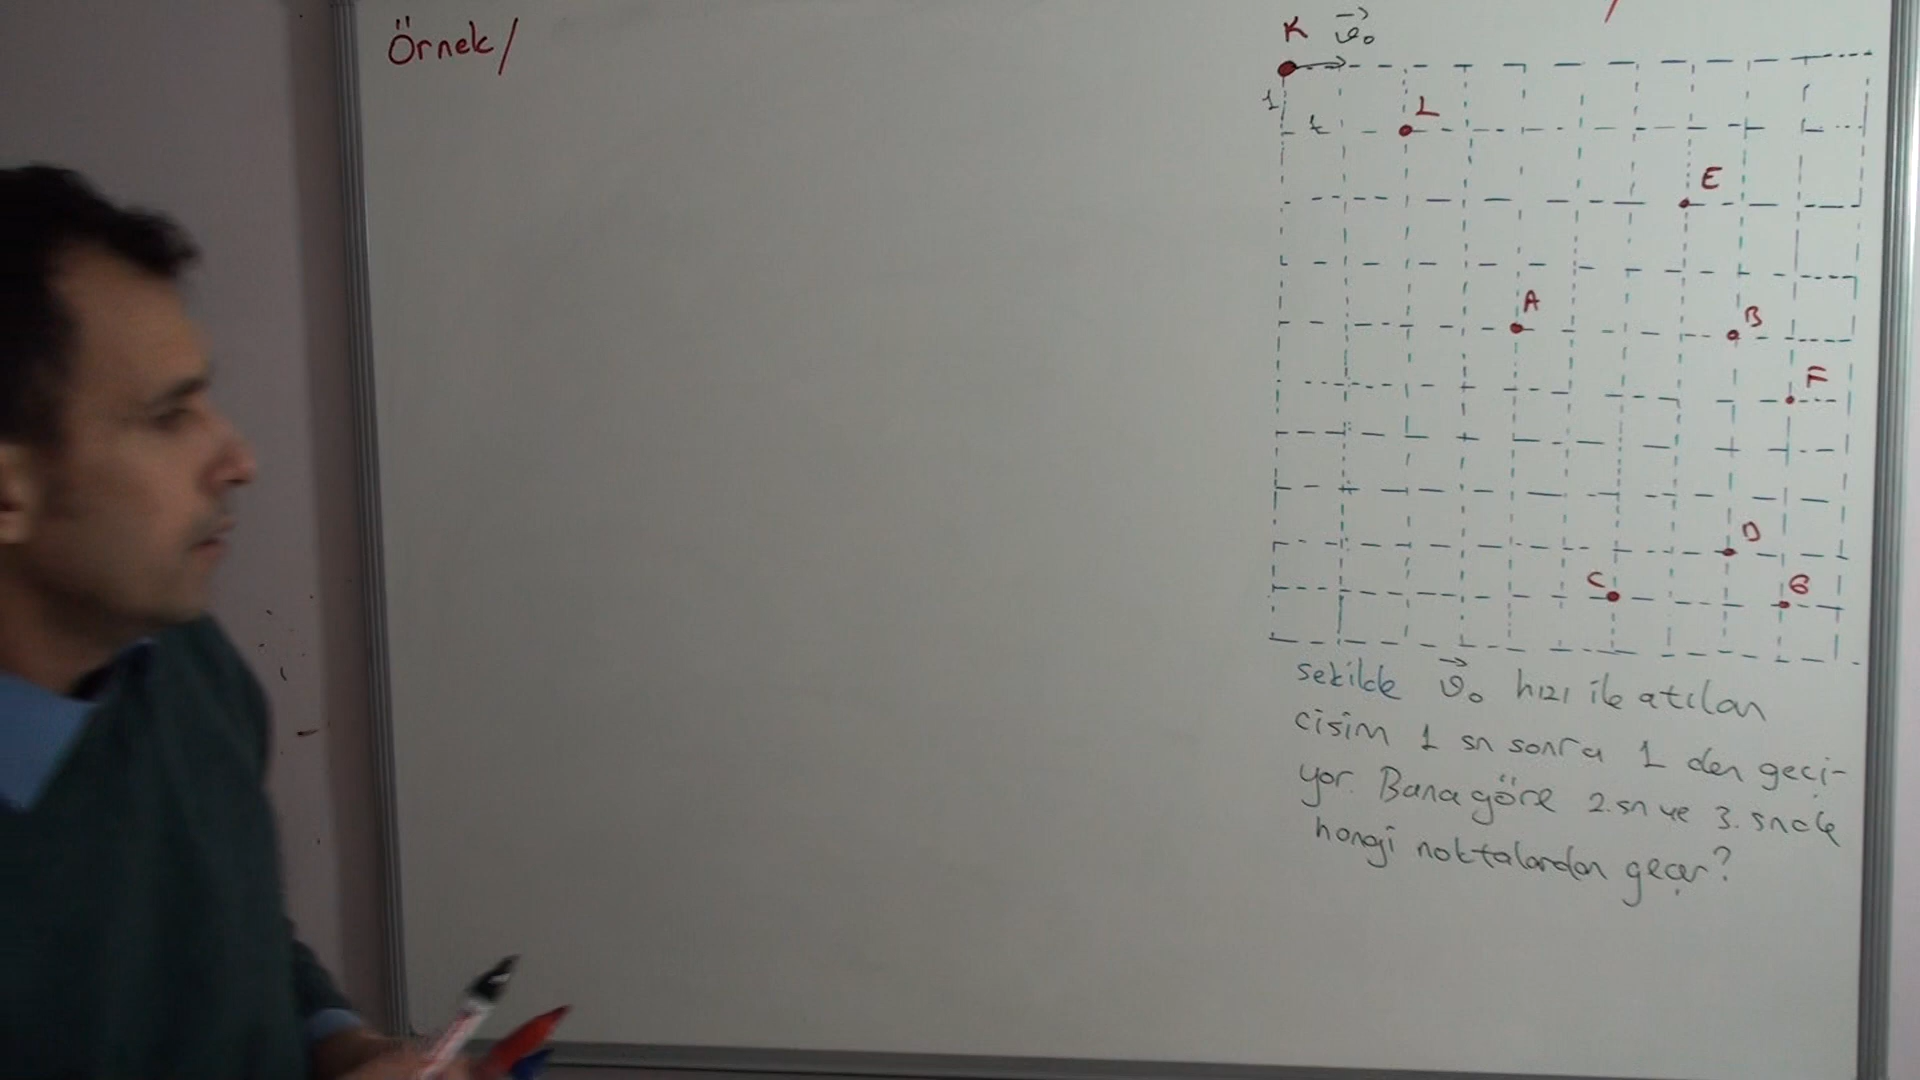 Örnek/
K v₀
1
1
L
E
A
B
F
D
C
G
Şekilde v₀ hızı ile atılan
cisim 1 sn sonra L den geçi-
yor. Buna göre 2.sn ve 3. snde
hangi noktalardan geçer?